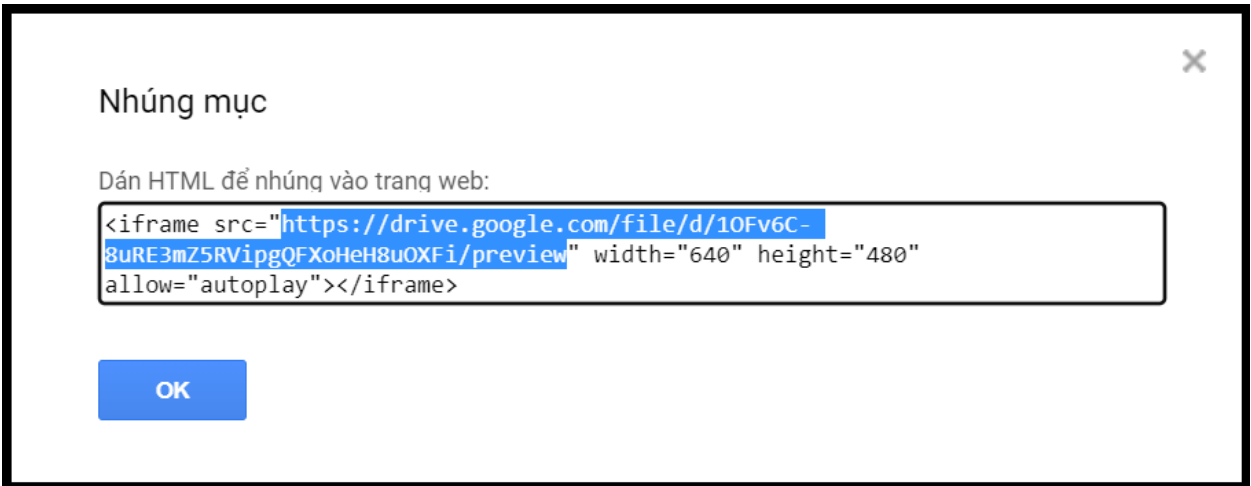 Nhúng mục
Dán HTML để nhúng vào trang web:
<iframe src="https://drive.google.com/file/d/1OFv6C-
8uRE3mZ5RVipgQFXoHeH8uOXFi/preview" width="640" height="480"
allow="autoplay"></iframe>
OK